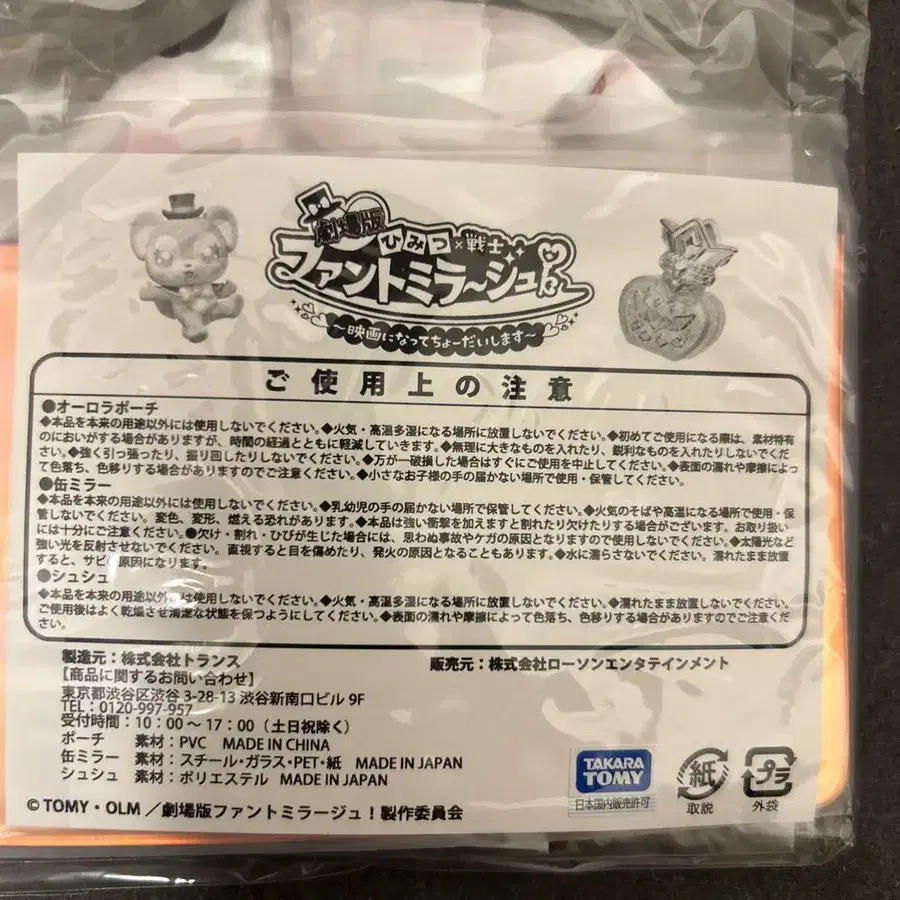 劇場版
ひみつ×戦士
ファントミラ〜ジュ!
〜映画になってちょーだいします〜
ご使用上の注意
●オーロラポーチ
◆本品を本来の用途以外には使用しないでください。◆火気・高温多湿になる場所に放置しないでください。◆初めてご使用になる際は、素材特有
のにおいがする場合がありますが、時間の経過とともに軽減していきます。◆無理に大きなものを入れたり、鋭利なものを入れたりしないでくだ
さい。◆強く引っ張ったり、振り回したりしないでください。◆万が一破損した場合はすぐにご使用を中止してください。◆表面の濡れや摩擦によっ
て色落ち、色移りする場合がありますのでご注意ください。◆小さなお子様の手の届かない場所で使用・保管してください。
●缶ミラー
◆本品を本来の用途以外には使用しないでください。◆乳幼児の手の届かない場所で保管してください。◆火気のそばや高温になる場所で使用・保
管しないでください。変色、変形、燃える恐れがあります。◆本品は強い衝撃を加えますと割れたり欠けたりする場合がございます。お取り扱い
には十分にご注意ください。●欠け・割れ・ひびが生じた場合には、思わぬ事故やケガの原因となりますので使用しないでください。◆太陽光など
強い光を反射させないでください。直視すると目を傷めたり、発火の原因となることもあります。◆水に濡らさないでください。濡れたまま放置
すると、サビの原因になります。
●シュシュ
◆本品を本来の用途以外には使用しないでください。◆火気・高温多湿になる場所に放置しないでください。◆濡れたまま放置しないでください。
ご使用後はよく乾燥させ清潔な状態を保つようにしてください。◆表面の濡れや摩擦によって色落ち、色移りする場合がありますのでご注意くだ
さい。
製造元：株式会社トランス
販売元：株式会社ローソンエンタテインメント
【商品に関するお問い合わせ】
東京都渋谷区渋谷 3-28-13 渋谷新南口ビル 9F
TEL：0120-997-957
受付時間：10：00〜17：00（土日祝除く）
ポーチ 素材：PVC MADE IN CHINA
缶ミラー 素材：スチール・ガラス・PET・紙 MADE IN JAPAN
シュシュ 素材：ポリエステル MADE IN JAPAN
TAKARA
TOMY
日本国内販売許可
紙
取説
プラ
外袋
©TOMY・OLM／劇場版ファントミラージュ！製作委員会